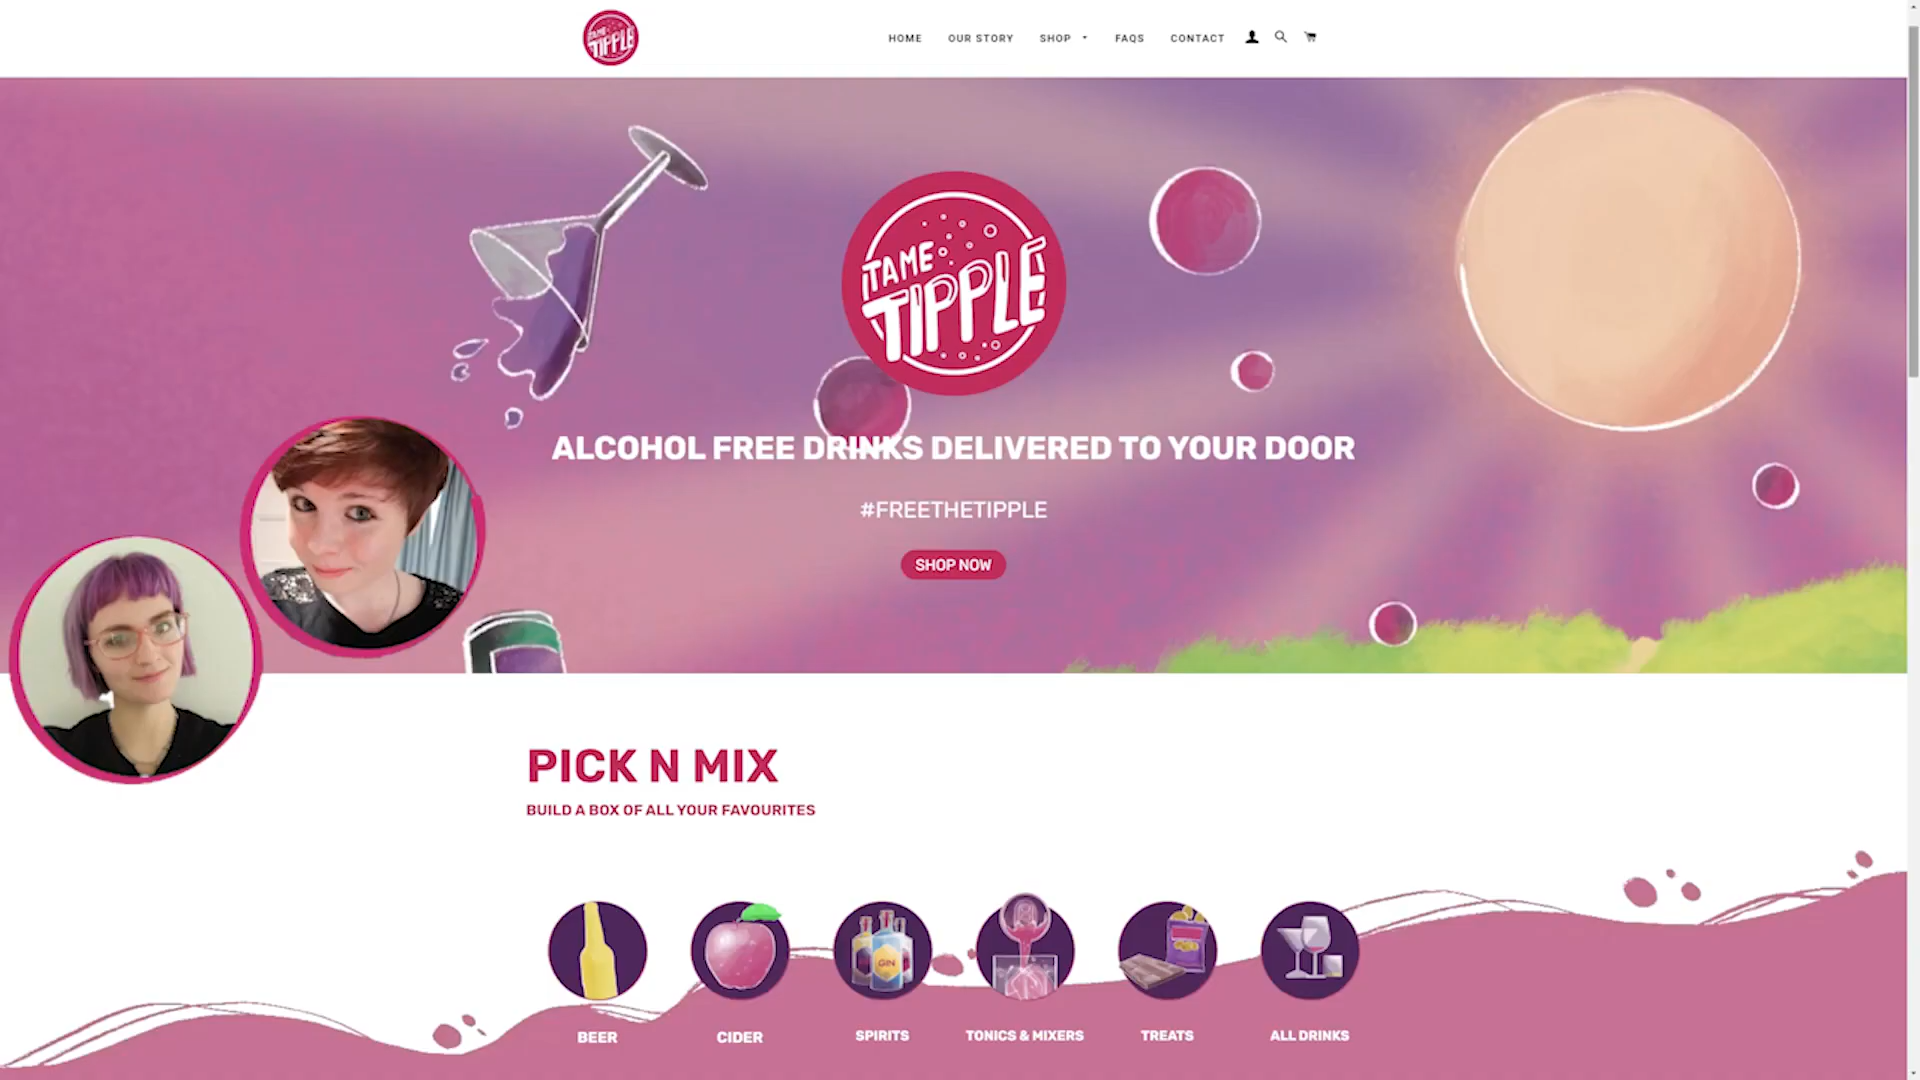 TAME
TIPPLE
HOME
OUR STORY
SHOP
FAQS
CONTACT
TAME
TIPPLE
ALCOHOL FREE DRINKS DELIVERED TO YOUR DOOR
#FREETHETIPPLE
SHOP NOW
PICK N MIX
BUILD A BOX OF ALL YOUR FAVOURITES
GIN
BEER
CIDER
SPIRITS
TONICS & MIXERS
TREATS
ALL DRINKS